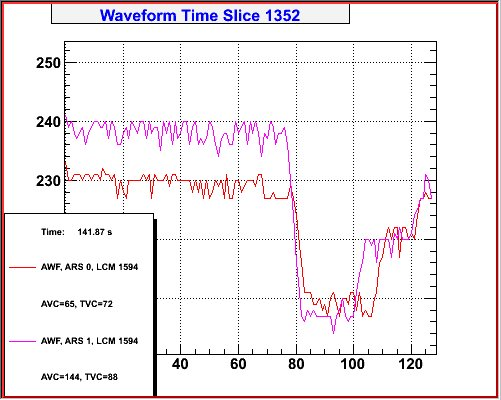 Waveform Time Slice 1352
250
240
230
Time: 141.87 s
AWF, ARS 0, LCM 1594
AVC=65, TVC=72
AWF, ARS 1, LCM 1594
AVC=144, TVC=88
40 60 80 100 120